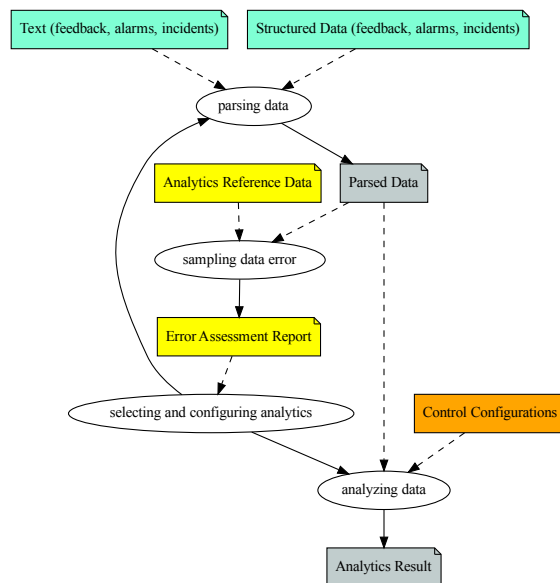 Text (feedback, alarms, incidents)
Structured Data (feedback, alarms, incidents)
parsing data
Analytics Reference Data
Parsed Data
sampling data error
Error Assessment Report
selecting and configuring analytics
Control Configurations
analyzing data
Analytics Result